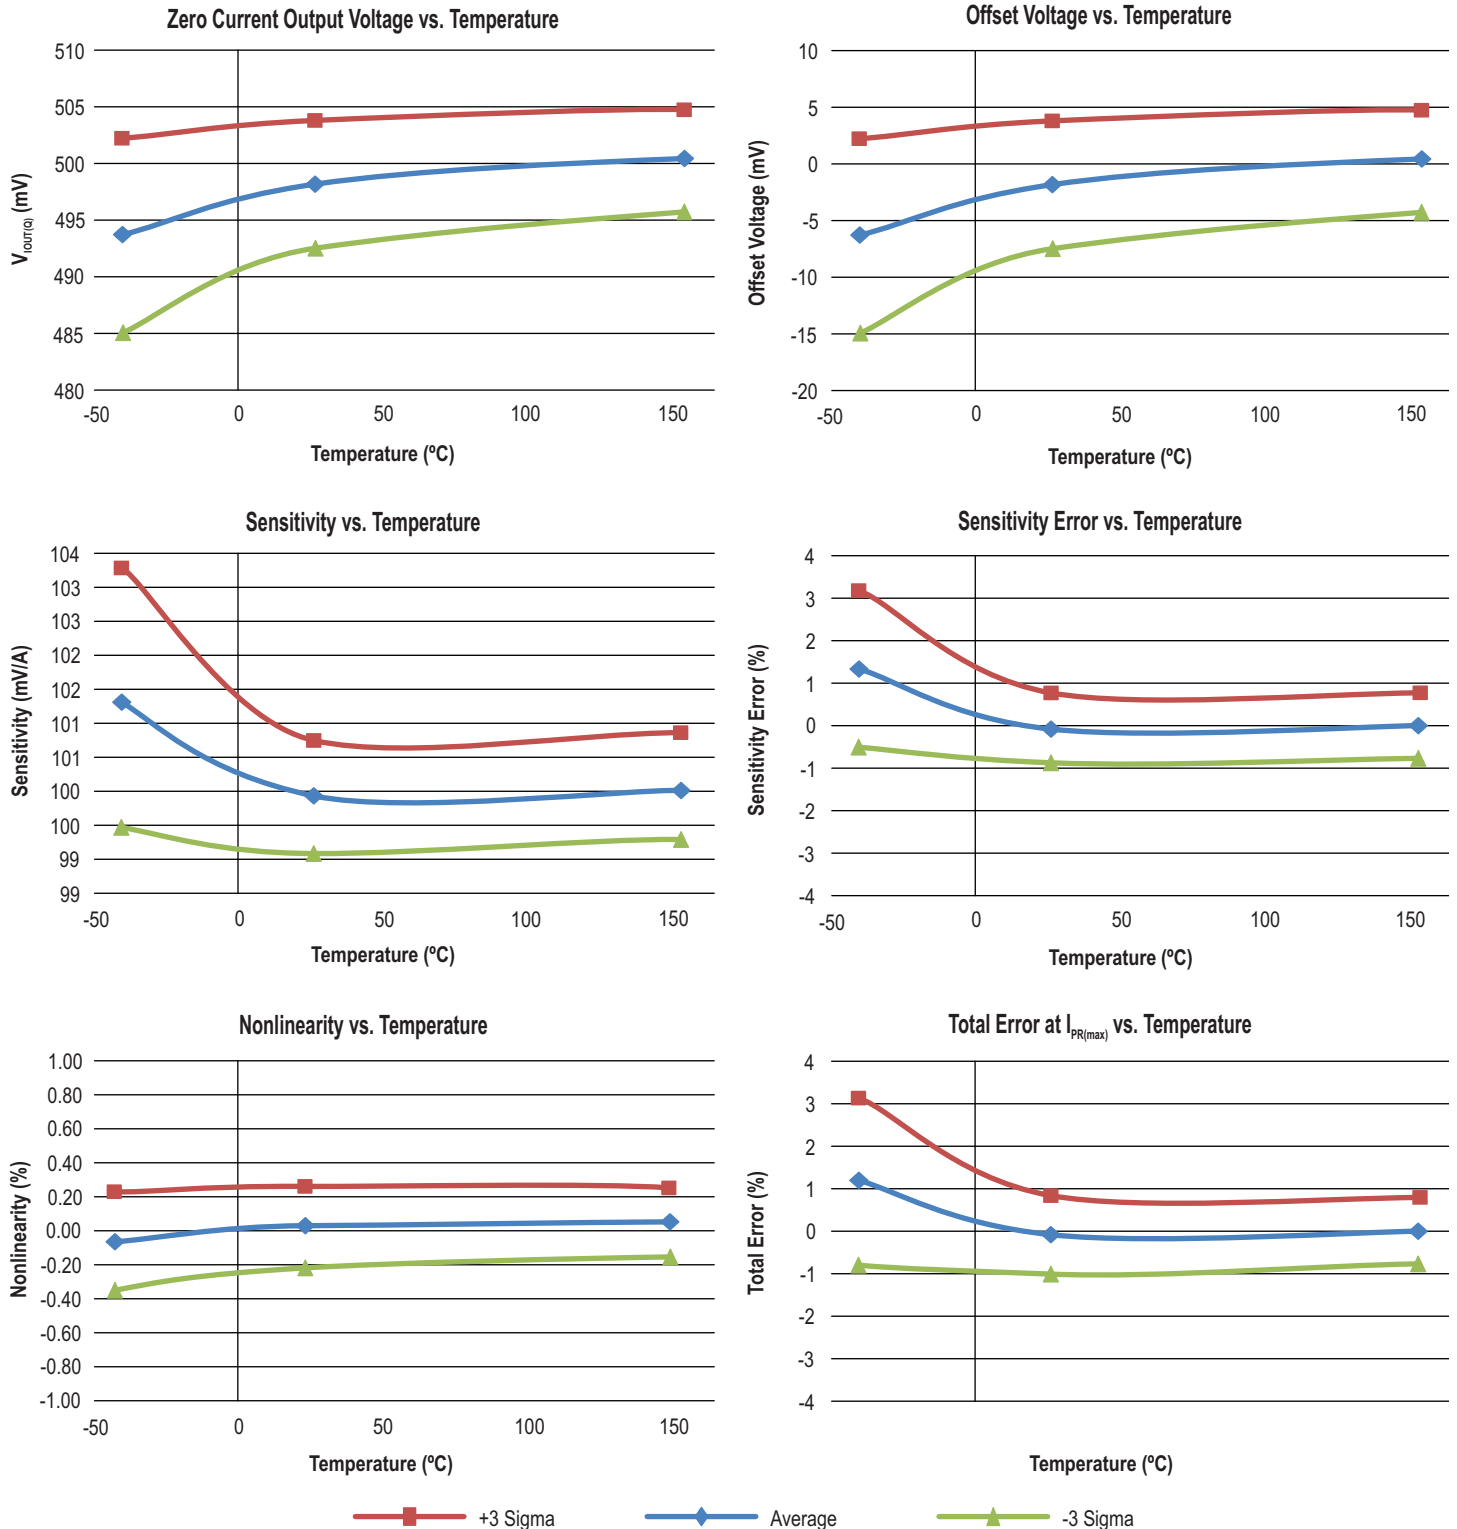 Zero Current Output Voltage vs. Temperature
510
505
500
495
490
485
480
V_IOUT(Q) (mV)
-50 0 50 100 150
Temperature (ºC)
Offset Voltage vs. Temperature
10
5
0
-5
-10
-15
-20
Offset Voltage (mV)
-50 0 50 100 150
Temperature (ºC)
Sensitivity vs. Temperature
104
103
103
102
102
101
101
100
100
99
99
Sensitivity (mV/A)
-50 0 50 100 150
Temperature (ºC)
Sensitivity Error vs. Temperature
4
3
2
1
0
-1
-2
-3
-4
Sensitivity Error (%)
-50 0 50 100 150
Temperature (ºC)
Nonlinearity vs. Temperature
1.00
0.80
0.60
0.40
0.20
0.00
-0.20
-0.40
-0.60
-0.80
-1.00
Nonlinearity (%)
-50 0 50 100 150
Temperature (ºC)
Total Error at I_PR(max) vs. Temperature
4
3
2
1
0
-1
-2
-3
-4
Total Error (%)
Temperature (ºC)
+3 Sigma Average -3 Sigma